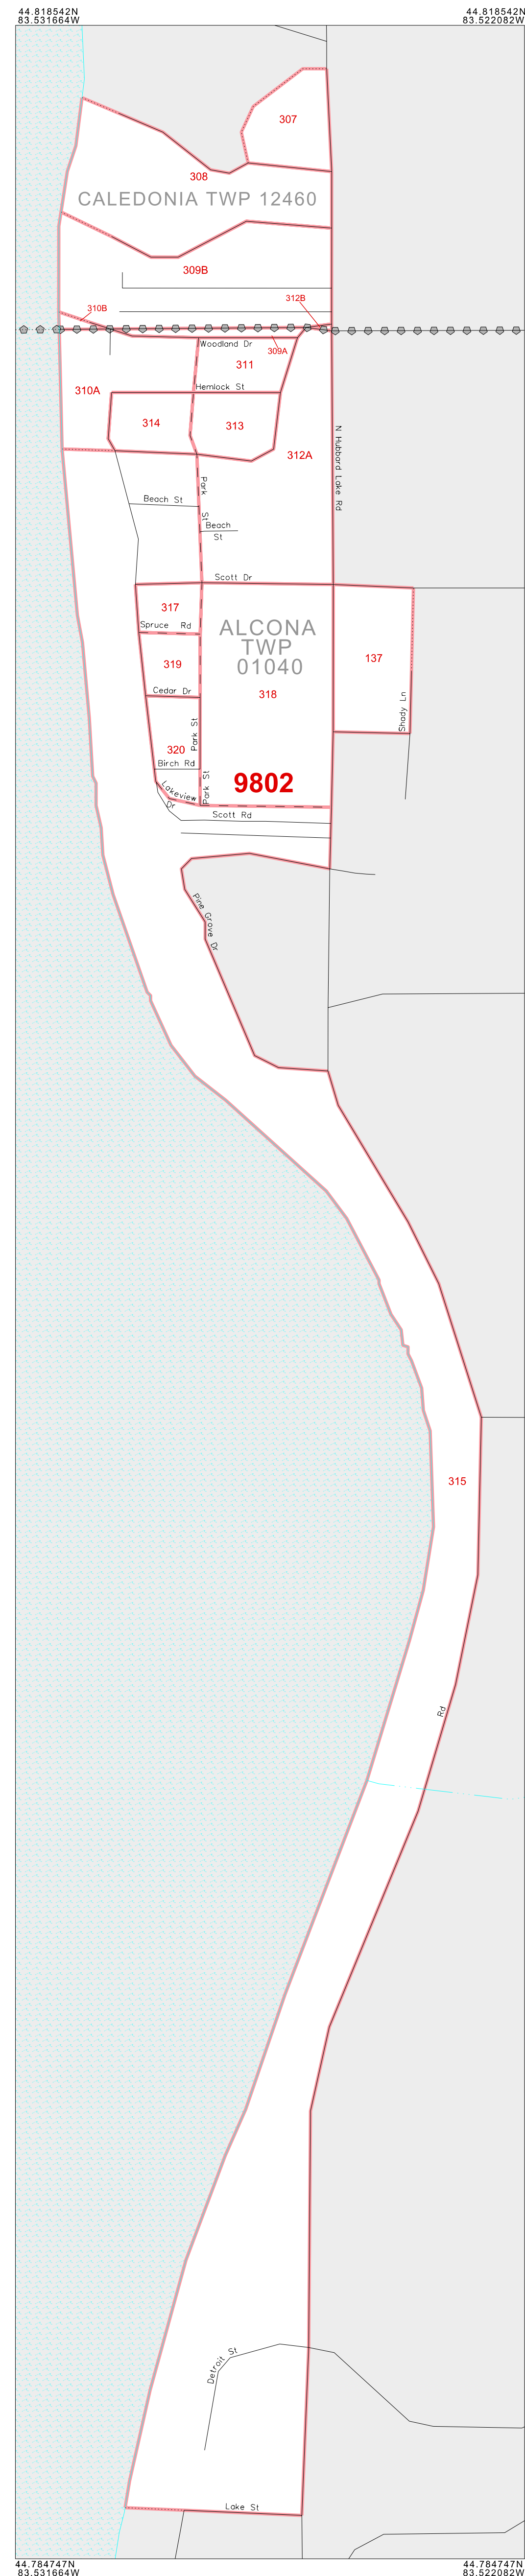 44.818542N
83.531664W
44.818542N
83.522082W
307
308
CALEDONIA TWP 12460
309B
310B
312B
309A
Woodland Dr
311
Hemlock St
310A
314
313
312A
N Hubbard Lake Rd
Park St
Beach St
Beach
St
Scott Dr
317
Spruce Rd
ALCONA
TWP
01040
319
318
137
Cedar Dr
Shady Ln
Park St
320
Birch Rd
9802
Lakeview Dr
Park St
Scott Rd
Pine Grove Dr
315
Rd
Detroit St
Lake St
44.784747N
83.531664W
44.784747N
83.522082W